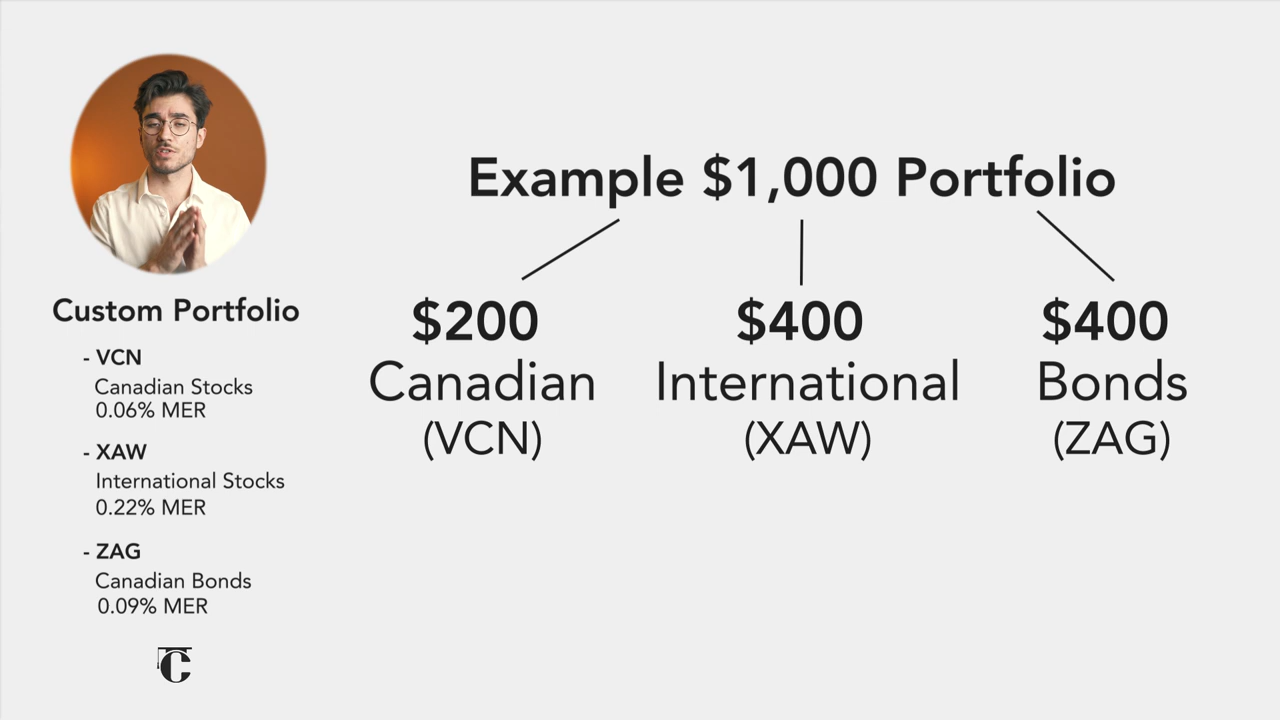 Example $1,000 Portfolio
$200
Canadian
(VCN)
$400
International
(XAW)
$400
Bonds
(ZAG)
Custom Portfolio
- VCN
Canadian Stocks
0.06% MER
- XAW
International Stocks
0.22% MER
- ZAG
Canadian Bonds
0.09% MER
C